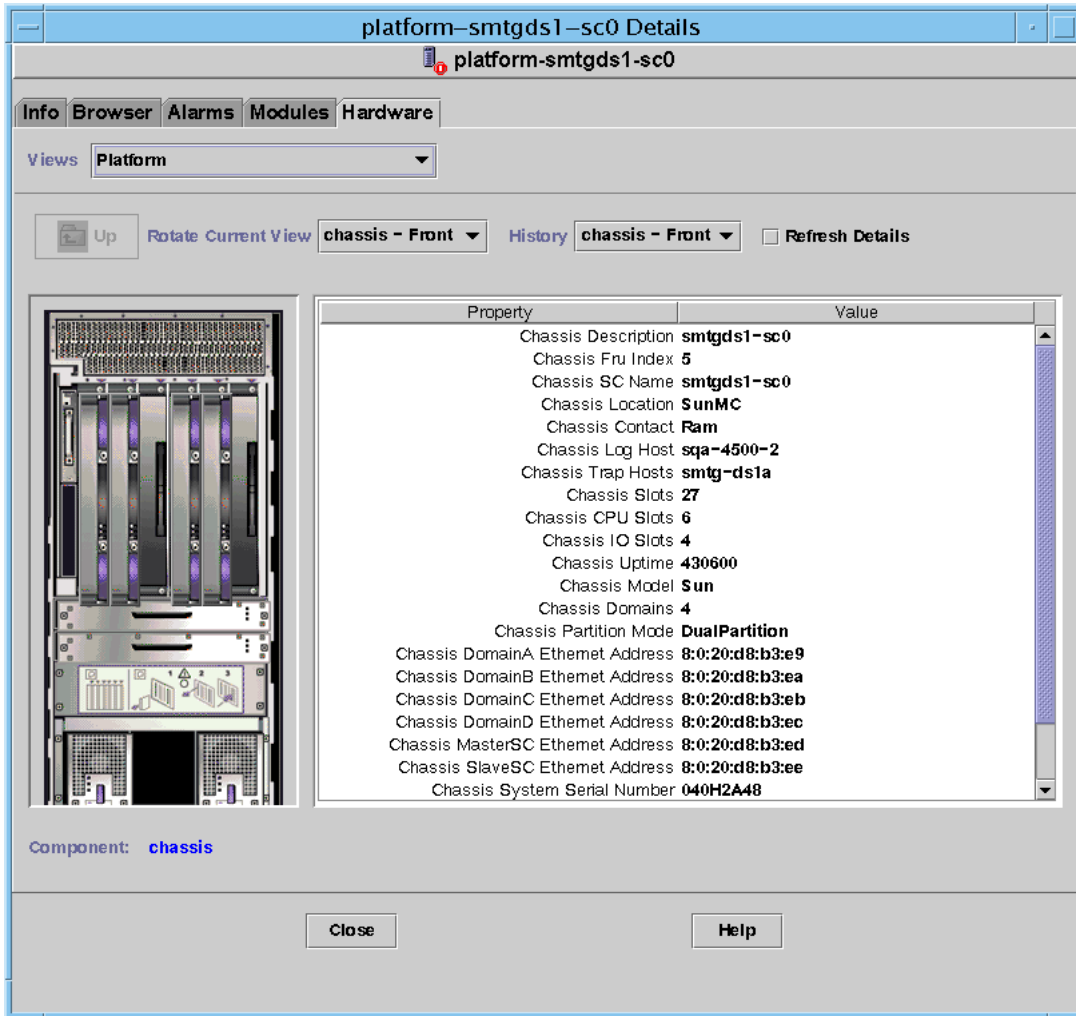 platform-smtgds1-sc0 Details
platform-smtgds1-sc0
Info Browser Alarms Modules Hardware
Views Platform
Up Rotate Current View chassis - Front History chassis - Front Refresh Details
Property Value
Chassis Description smtgds1-sc0
Chassis Fru Index 5
Chassis SC Name smtgds1-sc0
Chassis Location SunMC
Chassis Contact Ram
Chassis Log Host sqa-4500-2
Chassis Trap Hosts smtg-ds1a
Chassis Slots 27
Chassis CPU Slots 6
Chassis IO Slots 4
Chassis Uptime 430600
Chassis Model Sun
Chassis Domains 4
Chassis Partition Mode DualPartition
Chassis DomainA Ethernet Address 8:0:20:d8:b3:e9
Chassis DomainB Ethernet Address 8:0:20:d8:b3:ea
Chassis DomainC Ethernet Address 8:0:20:d8:b3:eb
Chassis DomainD Ethernet Address 8:0:20:d8:b3:ec
Chassis MasterSC Ethernet Address 8:0:20:d8:b3:ed
Chassis SlaveSC Ethernet Address 8:0:20:d8:b3:ee
Chassis System Serial Number 040H2A48
1 2 3
Component: chassis
Close Help